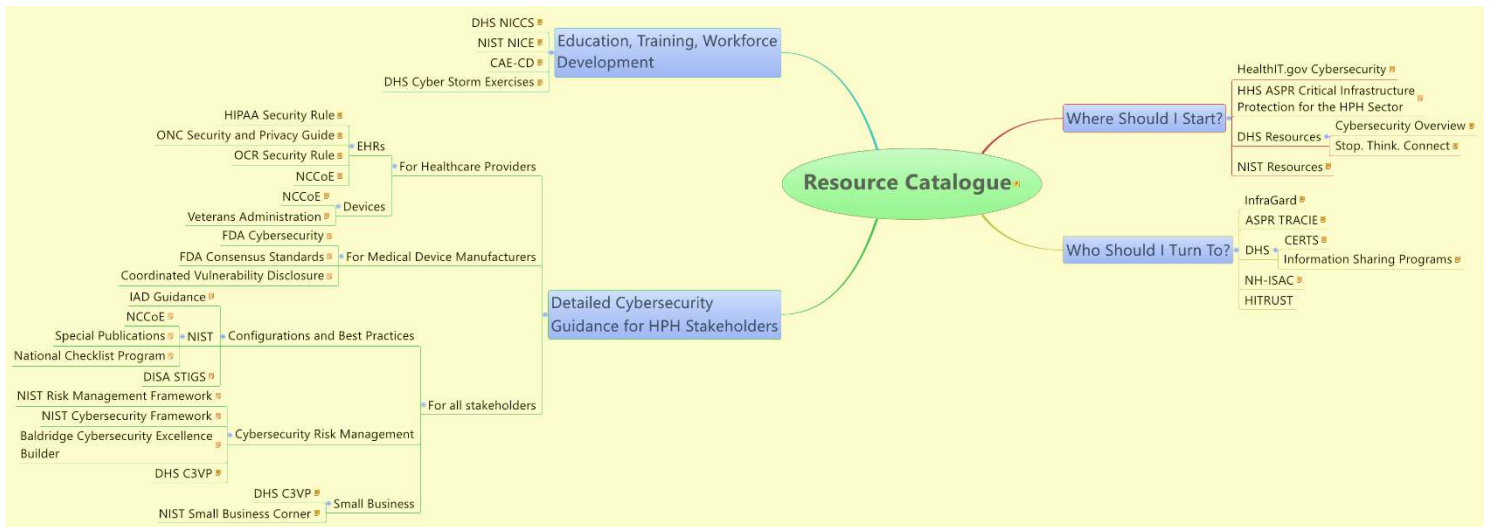 Resource Catalogue
Education, Training, Workforce
Development
DHS NICCS
NIST NICE
CAE-CD
DHS Cyber Storm Exercises
Where Should I Start?
HealthIT.gov Cybersecurity
HHS ASPR Critical Infrastructure
Protection for the HPH Sector
DHS Resources
Cybersecurity Overview
Stop. Think. Connect
NIST Resources
Who Should I Turn To?
InfraGard
ASPR TRACIE
DHS
CERTS
Information Sharing Programs
NH-ISAC
HITRUST
Detailed Cybersecurity
Guidance for HPH Stakeholders
For Healthcare Providers
EHRs
HIPAA Security Rule
ONC Security and Privacy Guide
OCR Security Rule
NCCoE
Devices
NCCoE
Veterans Administration
For Medical Device Manufacturers
FDA Cybersecurity
FDA Consensus Standards
Coordinated Vulnerability Disclosure
For all stakeholders
Configurations and Best Practices
IAD Guidance
NIST
NCCoE
Special Publications
National Checklist Program
DISA STIGS
Cybersecurity Risk Management
NIST Risk Management Framework
NIST Cybersecurity Framework
Baldridge Cybersecurity Excellence
Builder
DHS C3VP
Small Business
DHS C3VP
NIST Small Business Corner